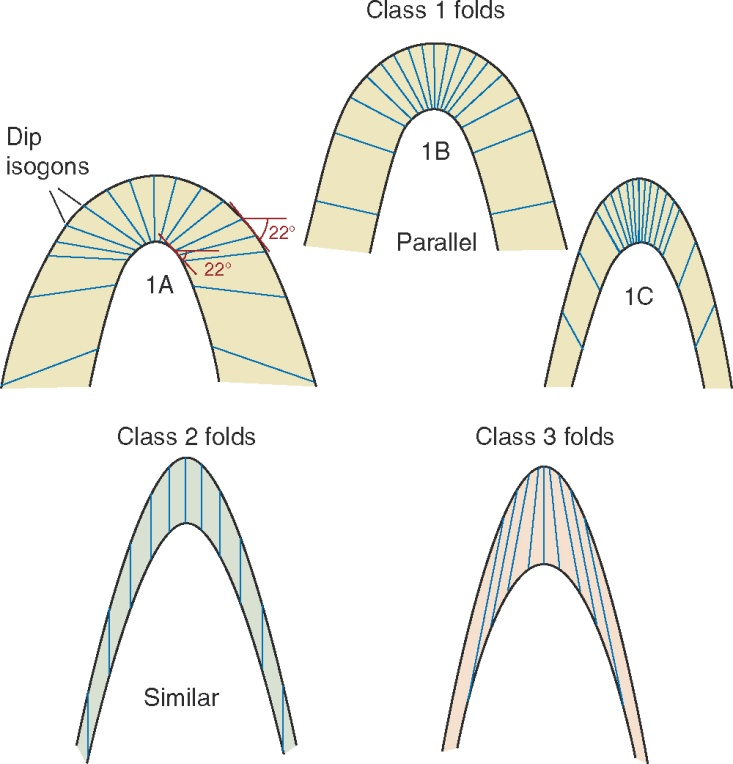 Class 1 folds
Dip
isogons
1B
22°
Parallel
22°
1A
1C
Class 2 folds
Class 3 folds
Similar